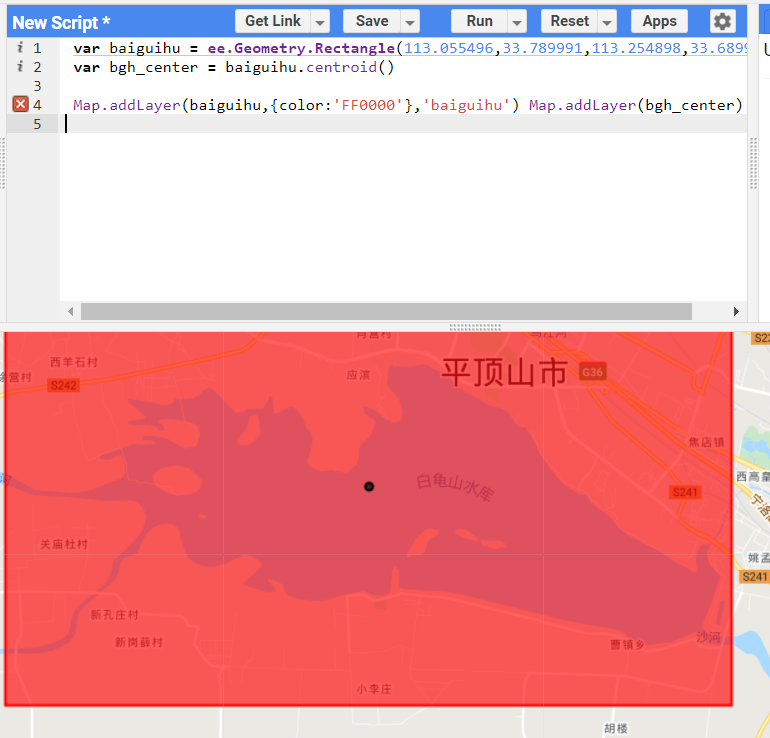 New Script *
Get Link
Save
Run
Reset
Apps
i 1 var baiguihu = ee.Geometry.Rectangle(113.055496,33.789991,113.254898,33.689
i 2 var bgh_center = baiguihu.centroid()
3
4 Map.addLayer(baiguihu,{color:'FF0000'},'baiguihu') Map.addLayer(bgh_center)
5
西羊石村
S242
应滨
平顶山市
G36
焦店镇
白龟山水库
S241
西高皇
关庙杜村
姚孟
S241
新孔庄村
新岗薛村
曹镇乡
沙河
小李庄
胡楼